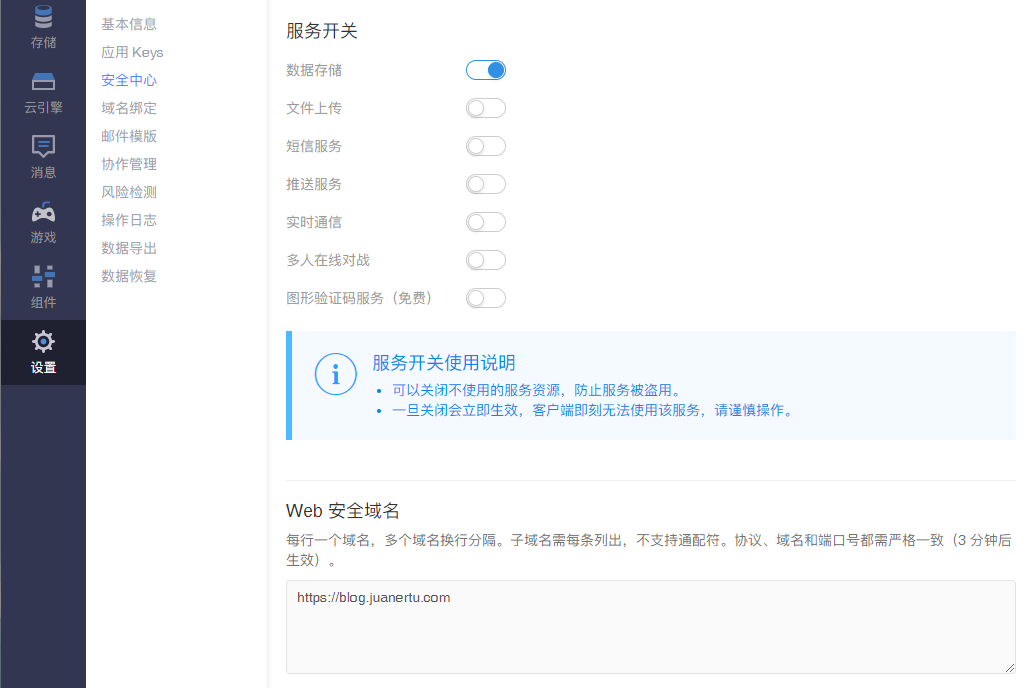 存储
云引擎
消息
游戏
组件
设置
基本信息
应用 Keys
安全中心
域名绑定
邮件模版
协作管理
风险检测
操作日志
数据导出
数据恢复
服务开关
数据存储
文件上传
短信服务
推送服务
实时通信
多人在线对战
图形验证码服务（免费）
服务开关使用说明
• 可以关闭不使用的服务资源，防止服务被盗用。
• 一旦关闭会立即生效，客户端即刻无法使用该服务，请谨慎操作。
Web 安全域名
每行一个域名，多个域名换行分隔。子域名需每条列出，不支持通配符。协议、域名和端口号都需严格一致（3 分钟后
生效）。
https://blog.juanertu.com